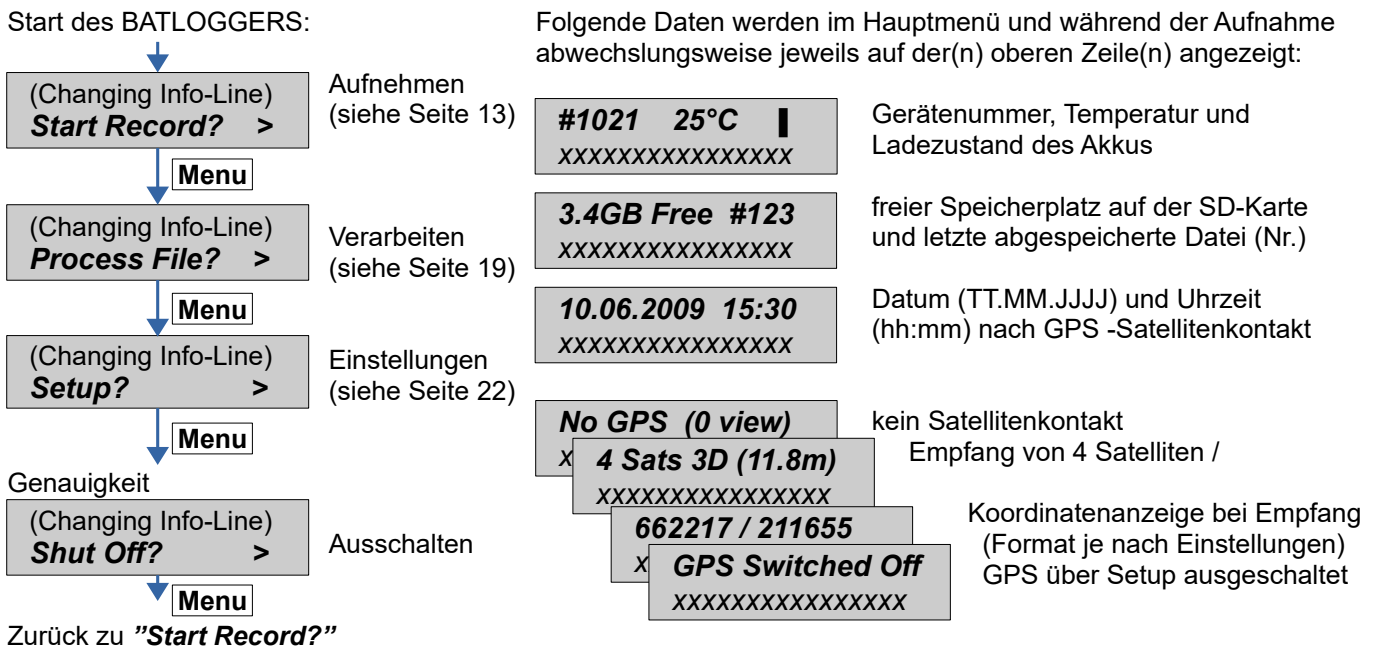 Start des BATLOGGERS:
(Changing Info-Line)
Start Record? >
Aufnehmen
(siehe Seite 13)
Menu
(Changing Info-Line)
Process File? >
Verarbeiten
(siehe Seite 19)
Menu
(Changing Info-Line)
Setup? >
Einstellungen
(siehe Seite 22)
Menu
Genauigkeit
(Changing Info-Line)
Shut Off? >
Ausschalten
Menu
Zurück zu "Start Record?"
Folgende Daten werden im Hauptmenü und während der Aufnahme
abwechslungsweise jeweils auf der(n) oberen Zeile(n) angezeigt:
#1021 25°C ▌
xxxxxxxxxxxxxxxx
Gerätenummer, Temperatur und
Ladezustand des Akkus
3.4GB Free #123
xxxxxxxxxxxxxxxx
freier Speicherplatz auf der SD-Karte
und letzte abgespeicherte Datei (Nr.)
10.06.2009 15:30
xxxxxxxxxxxxxxxx
Datum (TT.MM.JJJJ) und Uhrzeit
(hh:mm) nach GPS -Satellitenkontakt
No GPS (0 view)
x
kein Satellitenkontakt
4 Sats 3D (11.8m)
xxxxxxxxxxxxxxxx
Empfang von 4 Satelliten /
662217 / 211655
x
Koordinatenanzeige bei Empfang
(Format je nach Einstellungen)
GPS Switched Off
xxxxxxxxxxxxxxxx
GPS über Setup ausgeschaltet